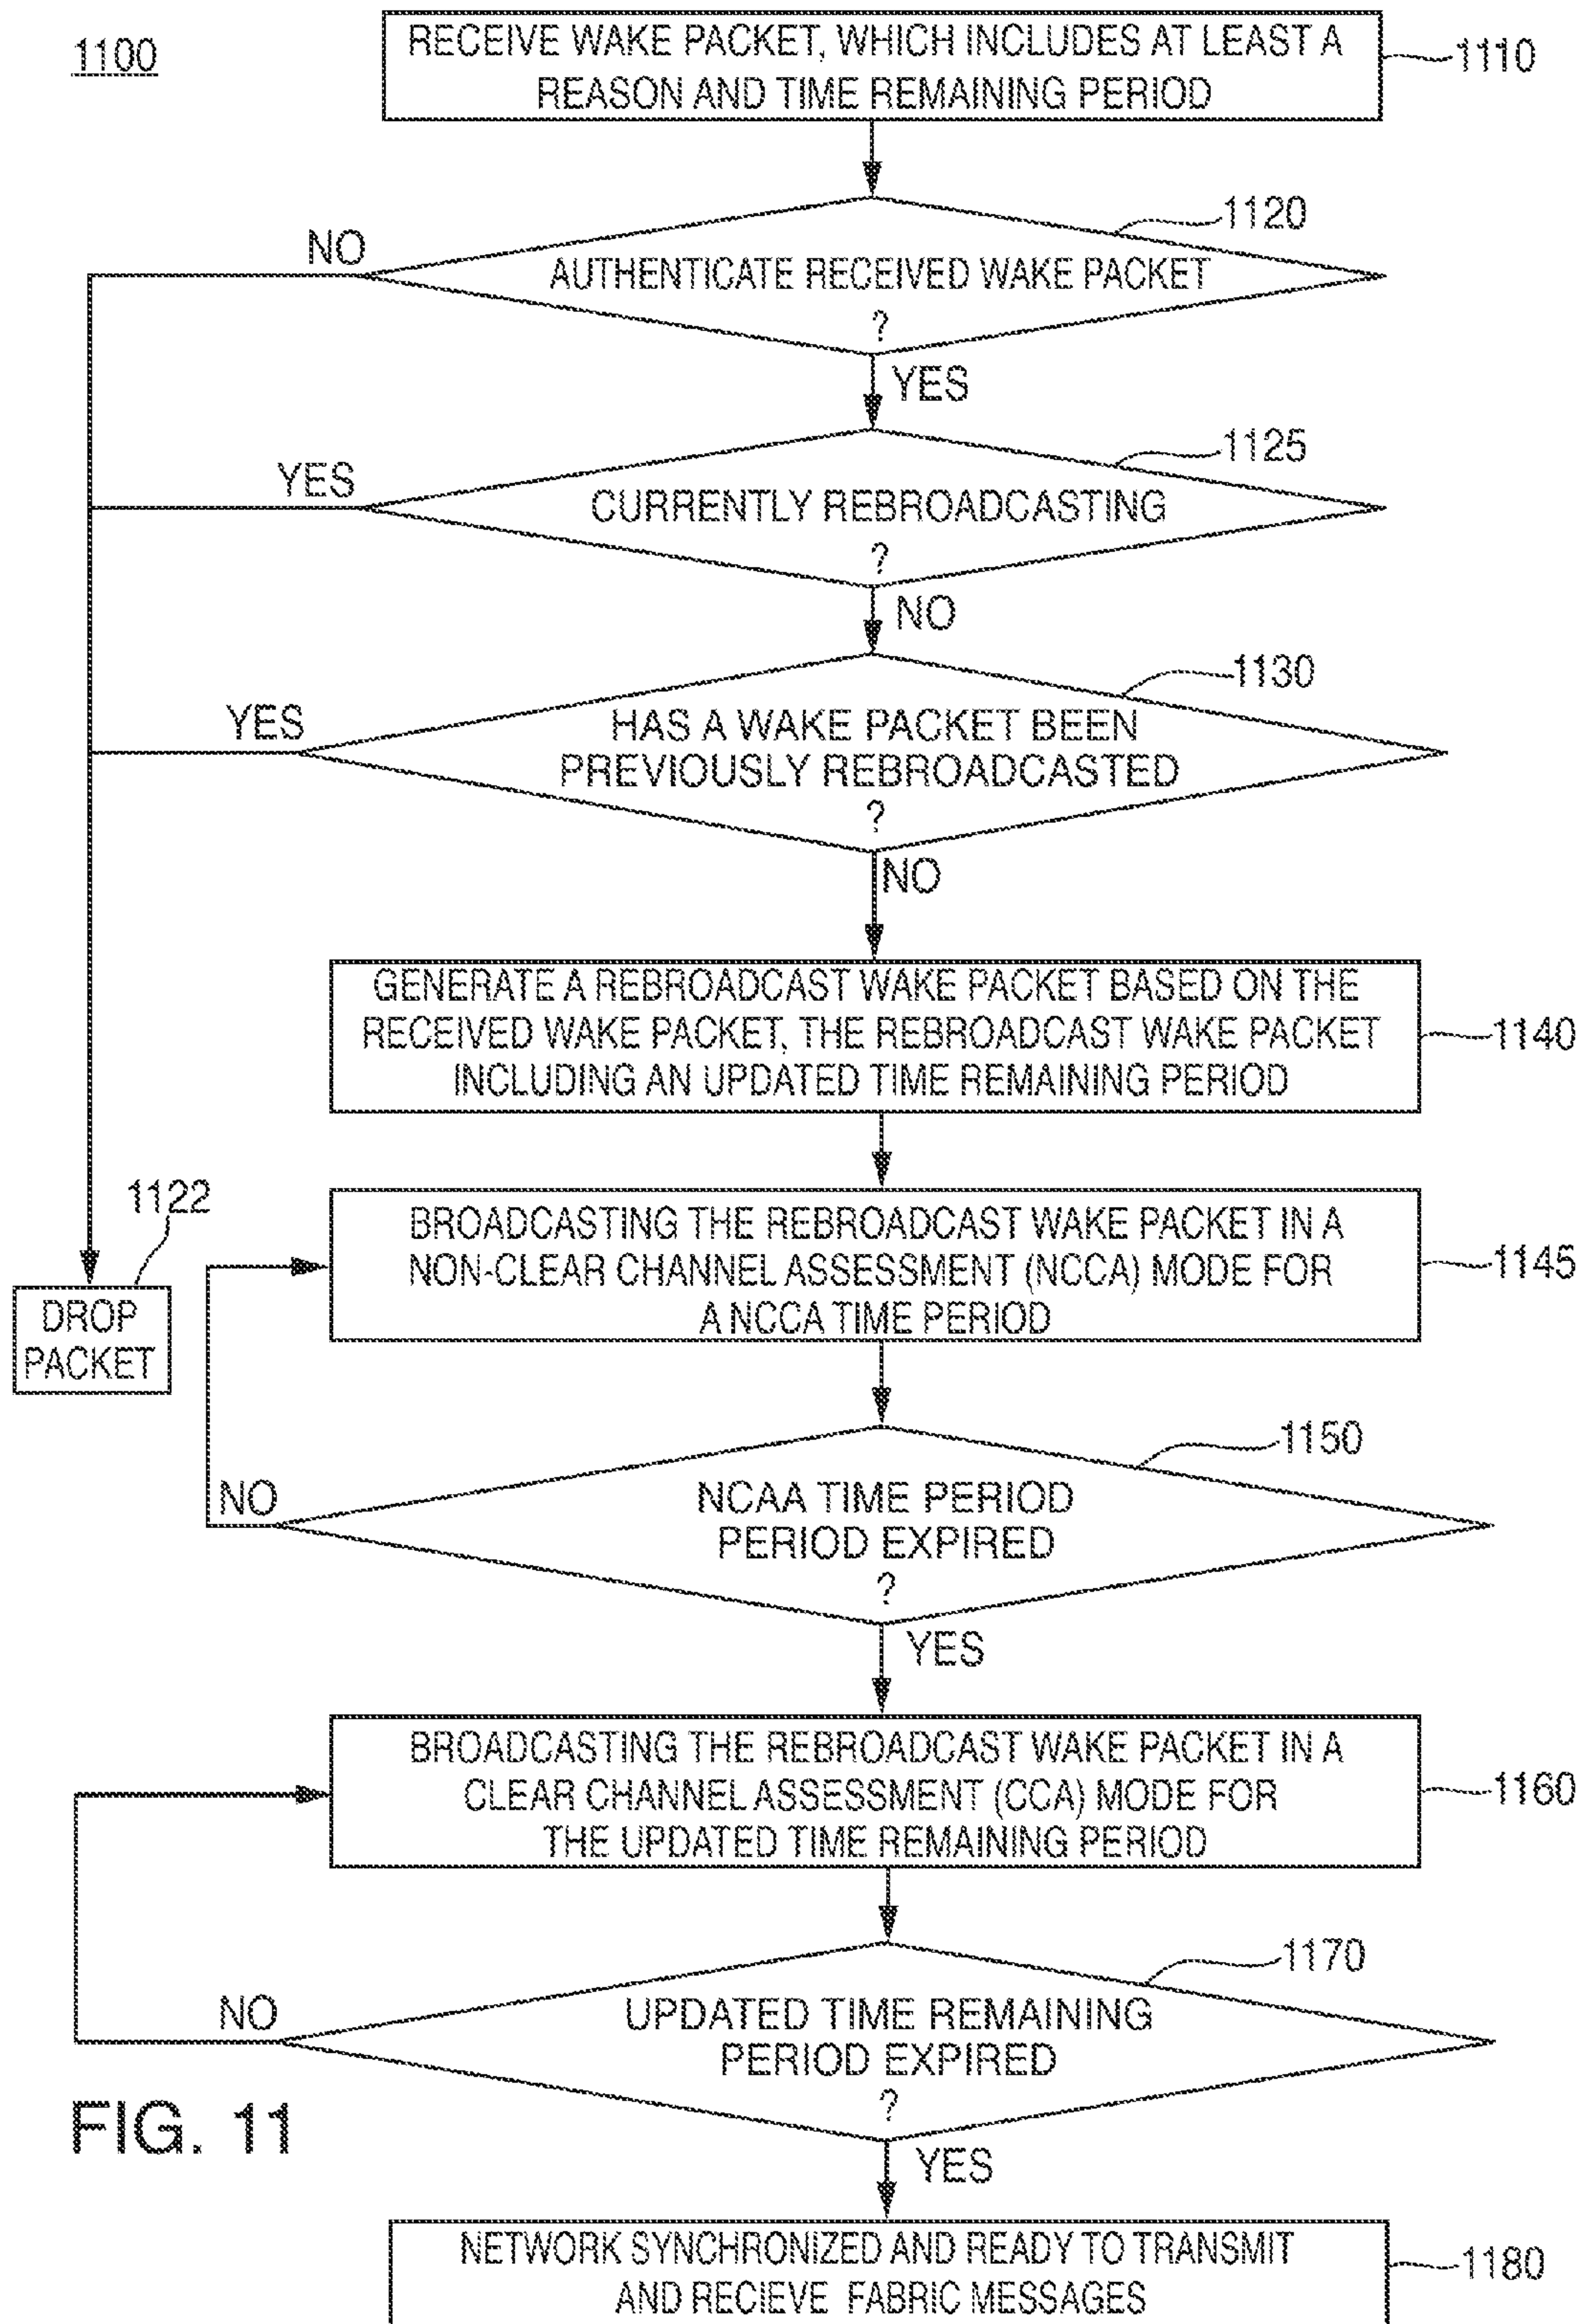 1100
RECEIVE WAKE PACKET, WHICH INCLUDES AT LEAST A
REASON AND TIME REMAINING PERIOD
1110
1120
NO
AUTHENTICATE RECEIVED WAKE PACKET
?
YES
1125
YES
CURRENTLY REBROADCASTING
?
NO
1130
YES
HAS A WAKE PACKET BEEN
PREVIOUSLY REBROADCASTED
?
NO
GENERATE A REBROADCAST WAKE PACKET BASED ON THE
RECEIVED WAKE PACKET, THE REBROADCAST WAKE PACKET
INCLUDING AN UPDATED TIME REMAINING PERIOD
1140
1122
DROP
PACKET
BROADCASTING THE REBROADCAST WAKE PACKET IN A
NON-CLEAR CHANNEL ASSESSMENT (NCCA) MODE FOR
A NCCA TIME PERIOD
1145
1150
NO
NCAA TIME PERIOD
PERIOD EXPIRED
?
YES
BROADCASTING THE REBROADCAST WAKE PACKET IN A
CLEAR CHANNEL ASSESSMENT (CCA) MODE FOR
THE UPDATED TIME REMAINING PERIOD
1160
1170
NO
UPDATED TIME REMAINING
PERIOD EXPIRED
?
YES
FIG. 11
NETWORK SYNCHRONIZED AND READY TO TRANSMIT
AND RECIEVE FABRIC MESSAGES
1180